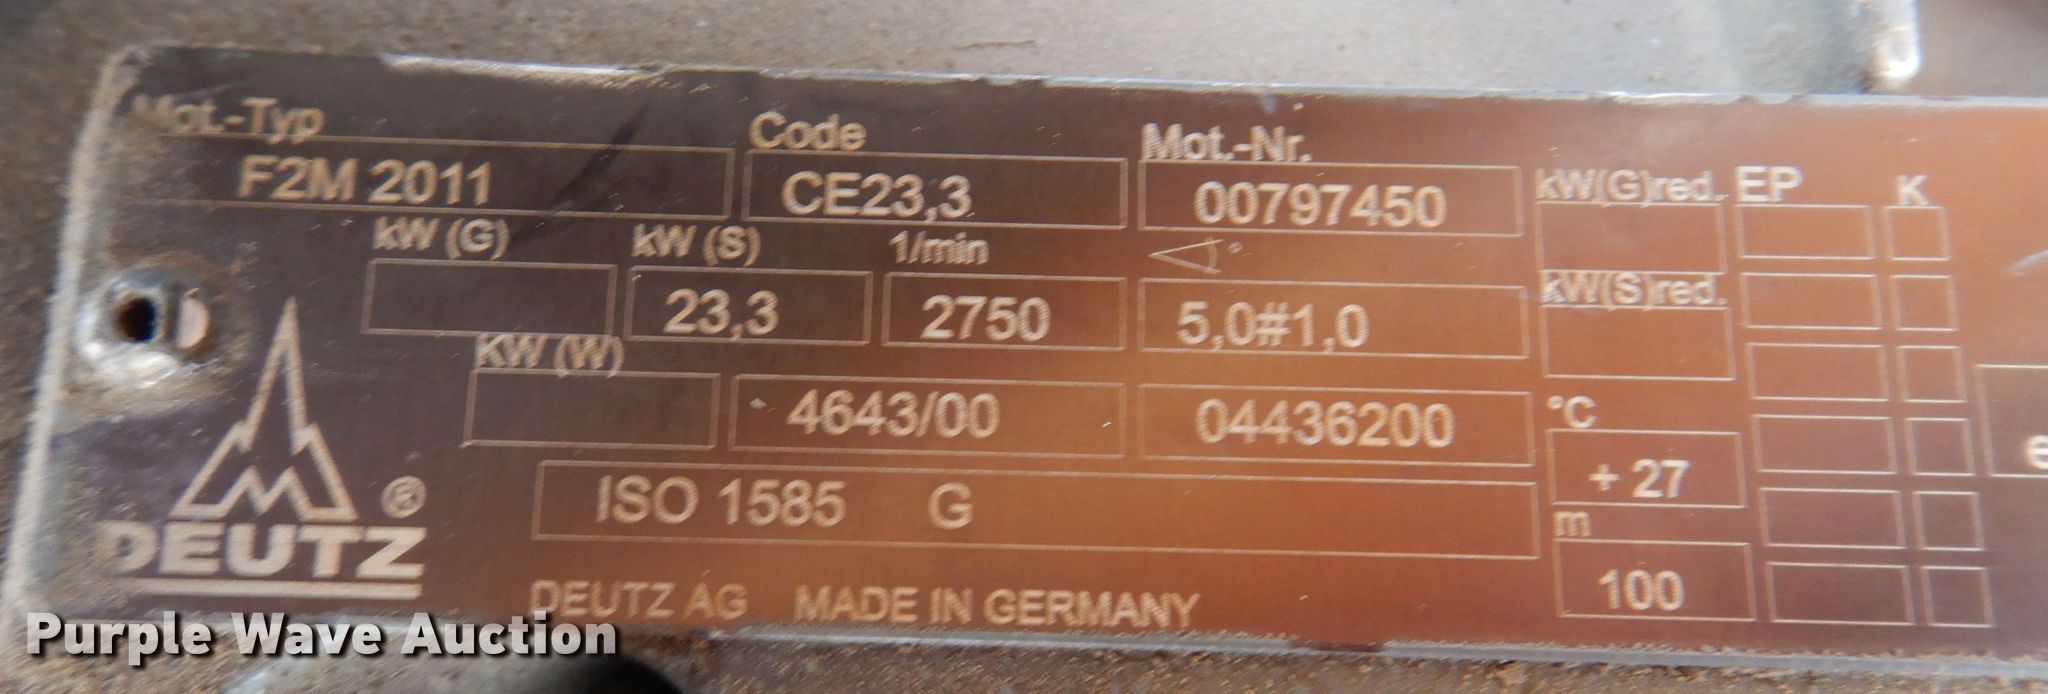 Mot.-Typ Code Mot.-Nr.
F2M 2011 CE23,3 00797450 kW(G)red. EP K
kW (G) kW (S) 1/min °
23,3 2750 5,0#1,0 kW(S)red.
KW (W)
* 4643/00 04436200 °C
+ 27
ISO 1585 G
m
100
DEUTZ ®
DEUTZ AG MADE IN GERMANY
Purple Wave Auction